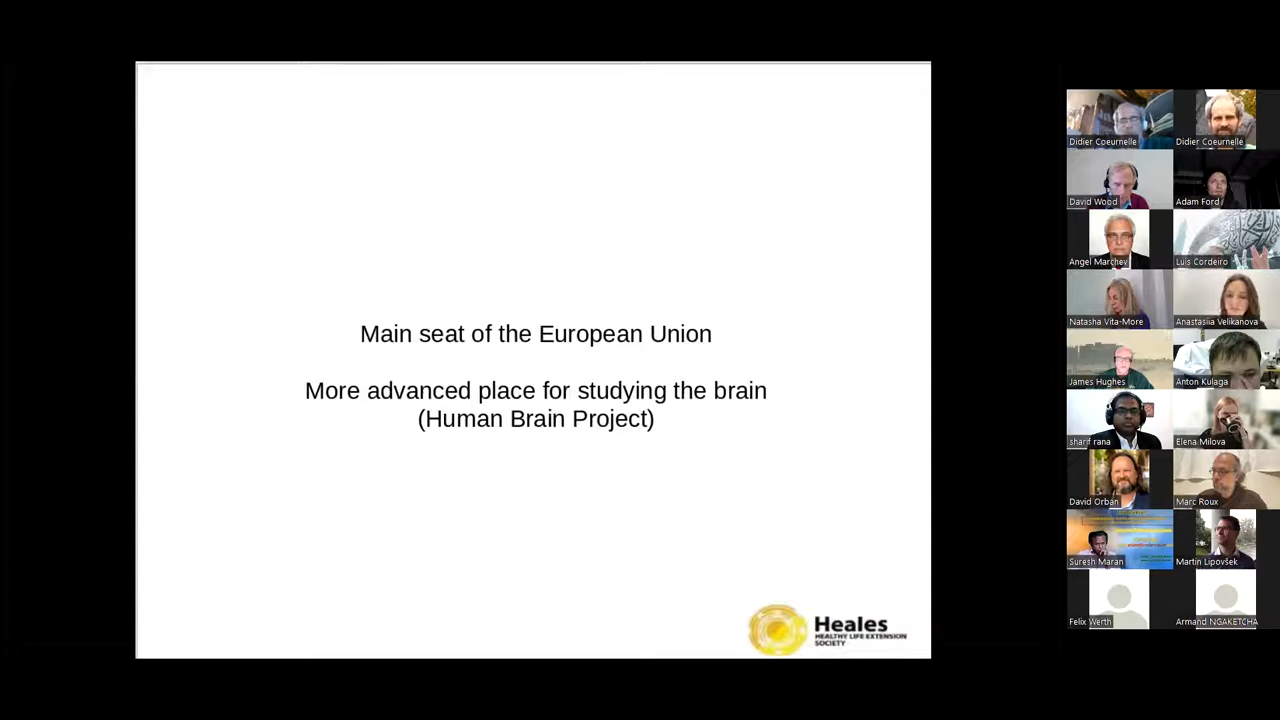 Main seat of the European Union
More advanced place for studying the brain
(Human Brain Project)
Heales
HEALTHY LIFE EXTENSION
SOCIETY
Didier Coeurnelle
Didier Coeurnelle
David Wood
Adam Ford
Angel Marchev
Luis Cordeiro
Natasha Vita-More
Anastasiia Velikanova
James Hughes
Anton Kulaga
sharif rana
Elena Milova
David Orban
Marc Roux
Suresh Maran
Martin Lipovšek
Felix Werth
Armand NGAKETCHA